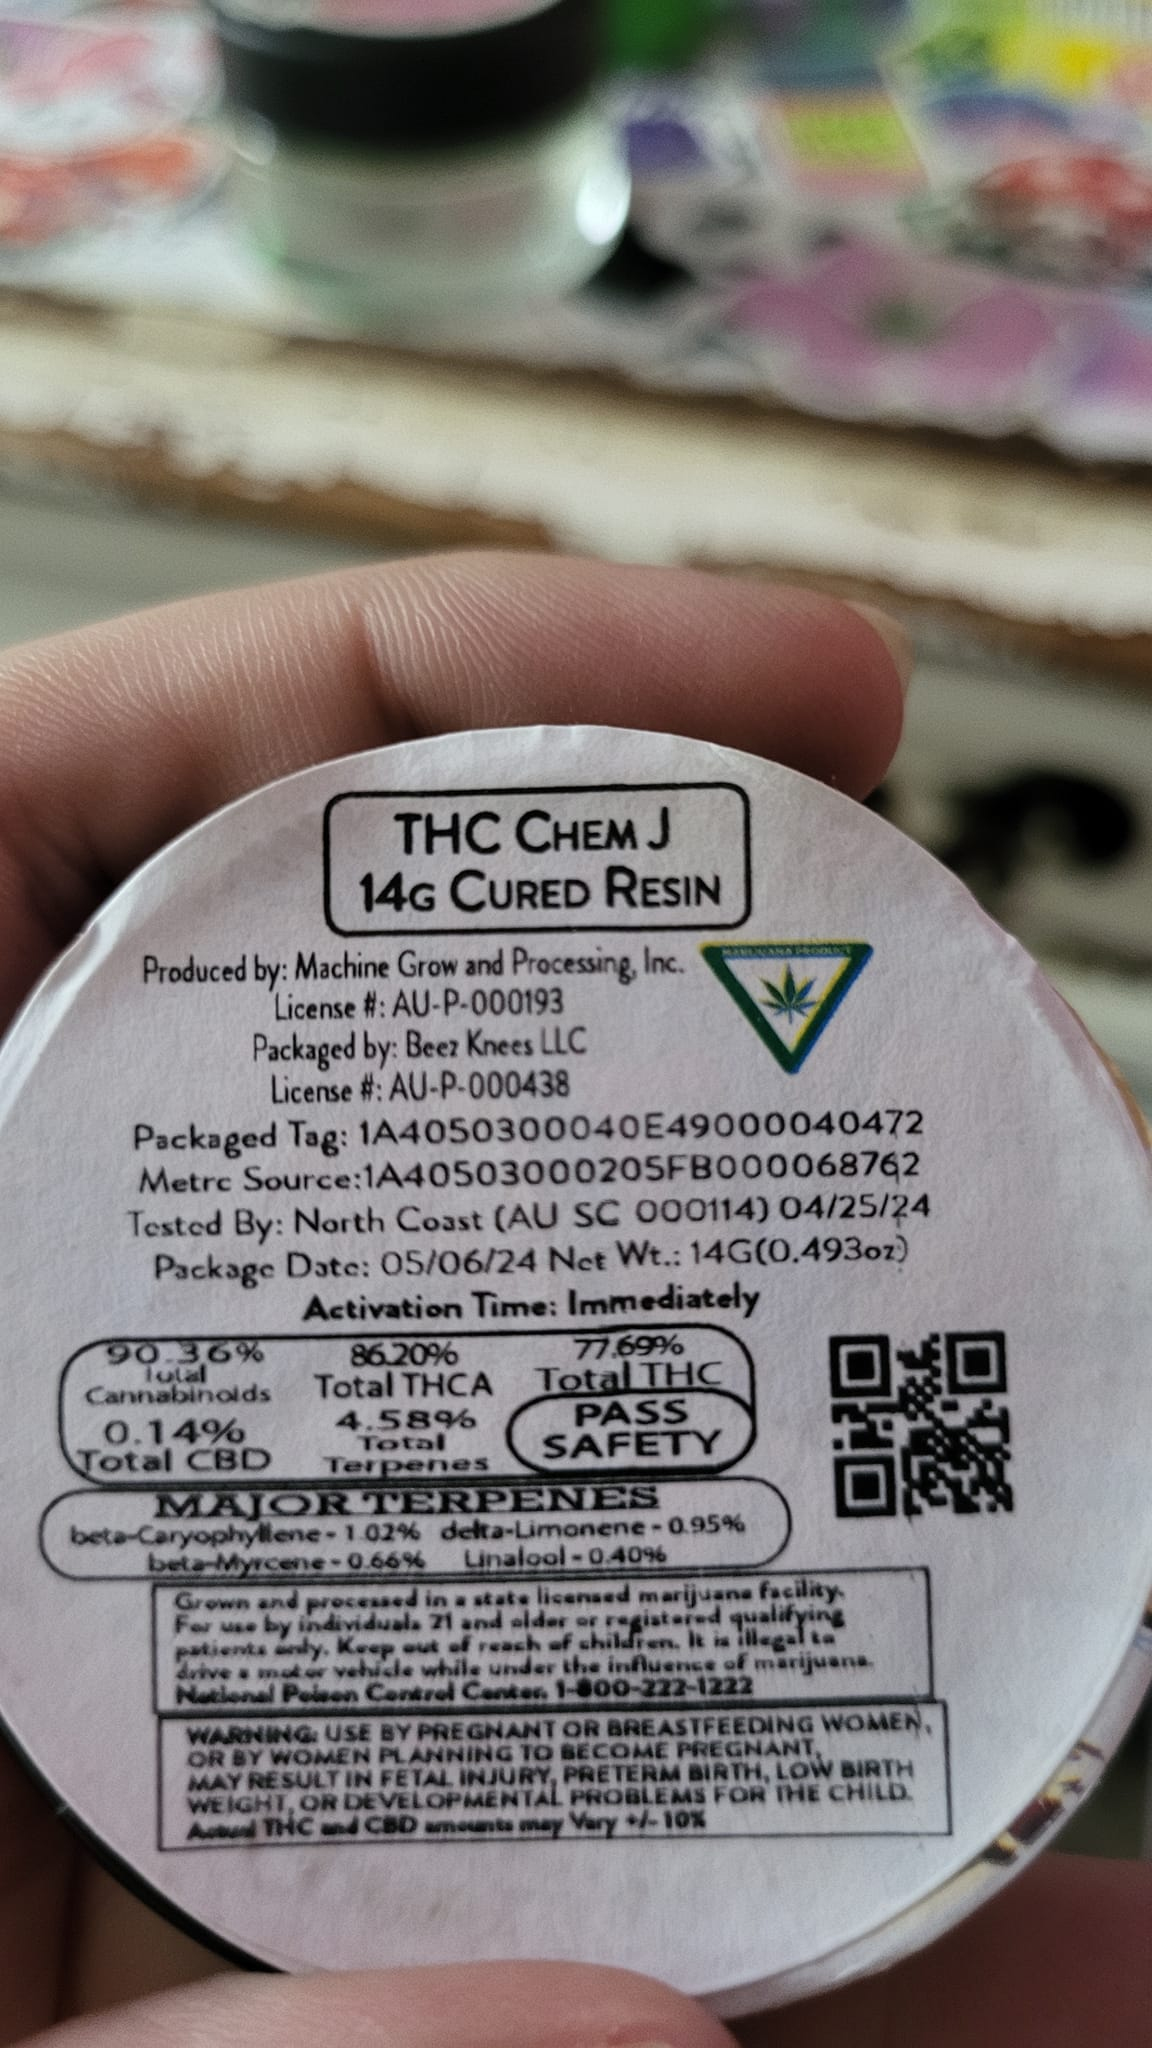 THC CHEM J
14G CURED RESIN
Produced by: Machine Grow and Processing, Inc.
MARIJUANA PRODUCT
License #: AU-P-000193
Packaged by: Beez Knees LLC
License #: AU-P-000438
Packaged Tag: 1A4050300040E49000040472
Metrc Source:1A40503000205FB000068762
Tested By: North Coast (AU SC 000114) 04/25/24
Package Date: 05/06/24 Net Wt.: 14G(0.493oz)
Activation Time: Immediately
90.36%
Total
Cannabinoids
86.20%
Total THCA
77.69%
Total THC
0.14%
Total CBD
4.58%
Total
Terpenes
PASS
SAFETY
MAJOR TERPENES
beta-Caryophyllene - 1.02% delta-Limonene - 0.95%
beta-Myrcene - 0.66% Linalool - 0.40%
Grown and processed in a state licensed marijuana facility.
For use by individuals 21 and older or registered qualifying
patients only. Keep out of reach of children. It is illegal to
drive a motor vehicle while under the influence of marijuana.
National Poison Control Center. 1-800-222-1222
WARNING: USE BY PREGNANT OR BREASTFEEDING WOMEN,
OR BY WOMEN PLANNING TO BECOME PREGNANT,
MAY RESULT IN FETAL INJURY, PRETERM BIRTH, LOW BIRTH
WEIGHT, OR DEVELOPMENTAL PROBLEMS FOR THE CHILD.
Actual THC and CBD amounts may Vary +/- 10%